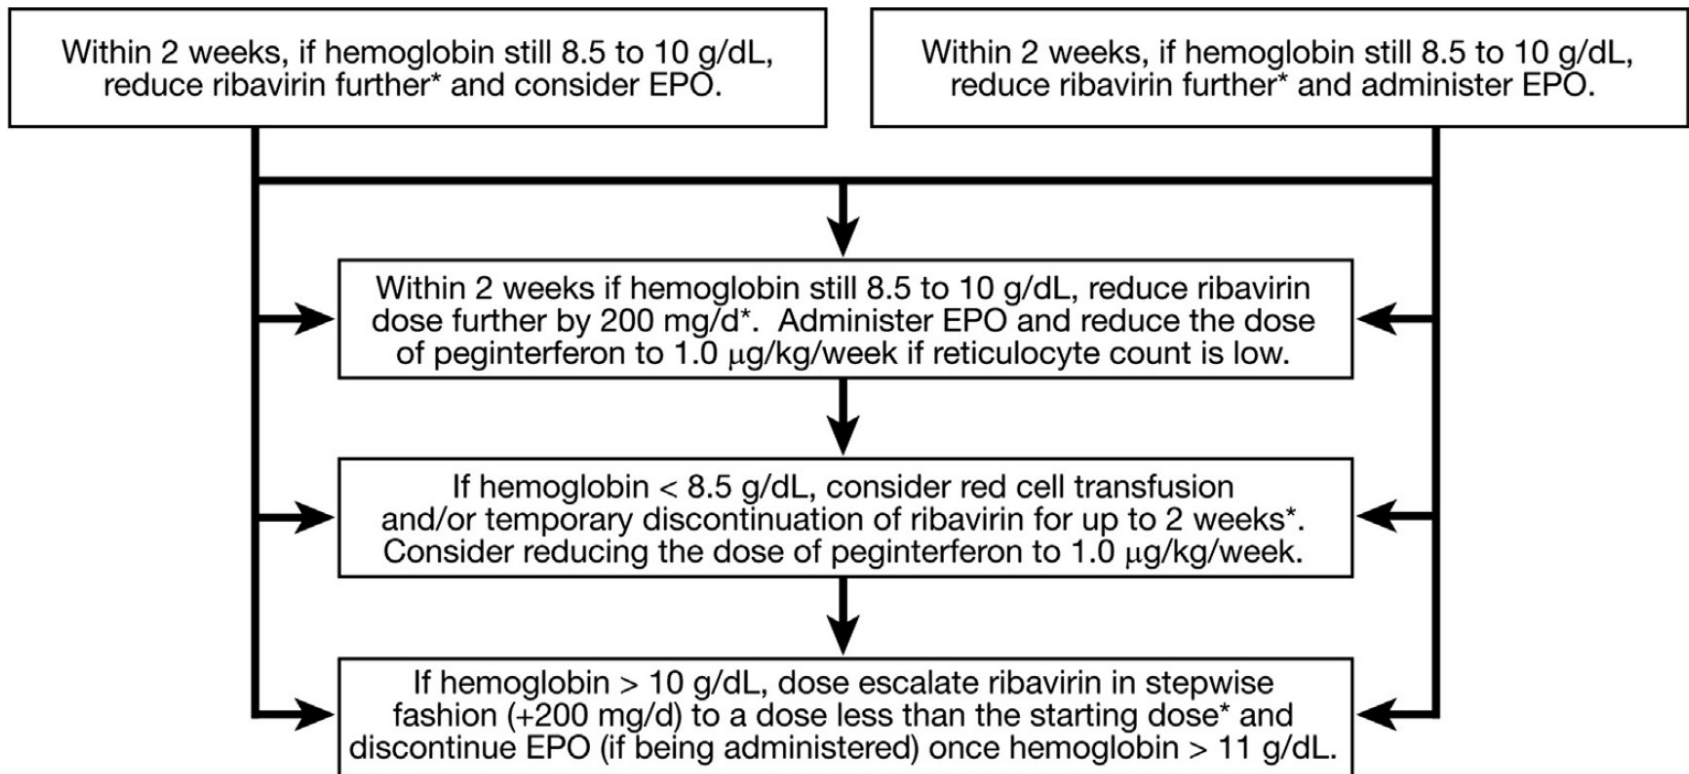 Within 2 weeks, if hemoglobin still 8.5 to 10 g/dL,
reduce ribavirin further* and consider EPO.
Within 2 weeks, if hemoglobin still 8.5 to 10 g/dL,
reduce ribavirin further* and administer EPO.
Within 2 weeks if hemoglobin still 8.5 to 10 g/dL, reduce ribavirin
dose further by 200 mg/d*. Administer EPO and reduce the dose
of peginterferon to 1.0 µg/kg/week if reticulocyte count is low.
If hemoglobin < 8.5 g/dL, consider red cell transfusion
and/or temporary discontinuation of ribavirin for up to 2 weeks*.
Consider reducing the dose of peginterferon to 1.0 µg/kg/week.
If hemoglobin > 10 g/dL, dose escalate ribavirin in stepwise
fashion (+200 mg/d) to a dose less than the starting dose* and
discontinue EPO (if being administered) once hemoglobin > 11 g/dL.